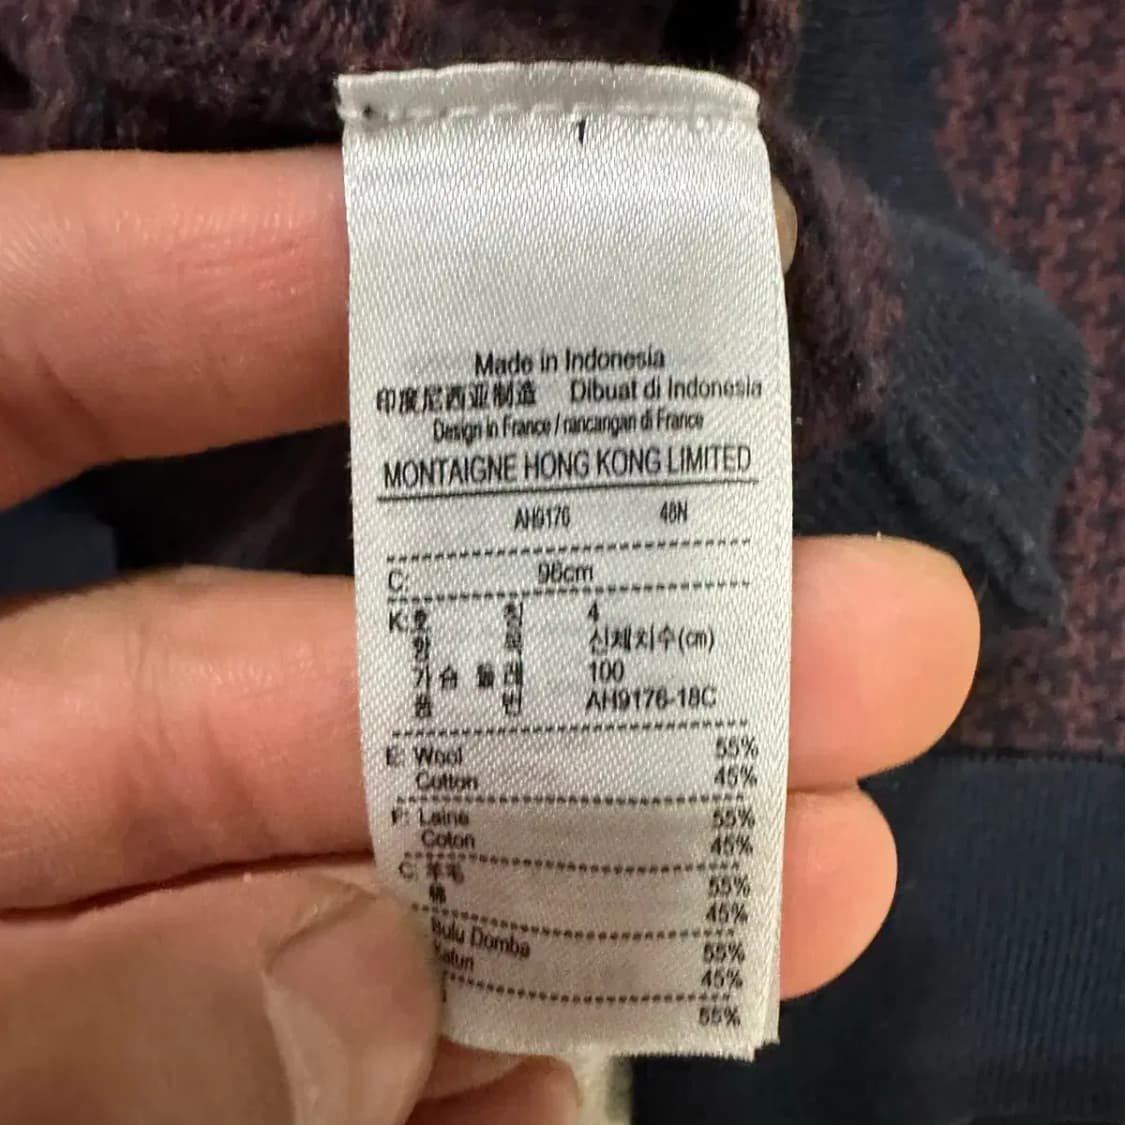 1
Made in Indonesia
印度尼西亚制造 Dibuat di Indonesia
Design in France / rancangan di France
MONTAIGNE HONG KONG LIMITED
AH9176 48N
C: 96cm
K: 호 칭 4
항 목 신체치수(cm)
가 슴 둘 레 100
품 번 AH9176-18C
E: Wool 55%
Cotton 45%
F: Laine 55%
Coton 45%
C: 羊毛 55%
棉 45%
Bulu Domba 55%
45%
55%